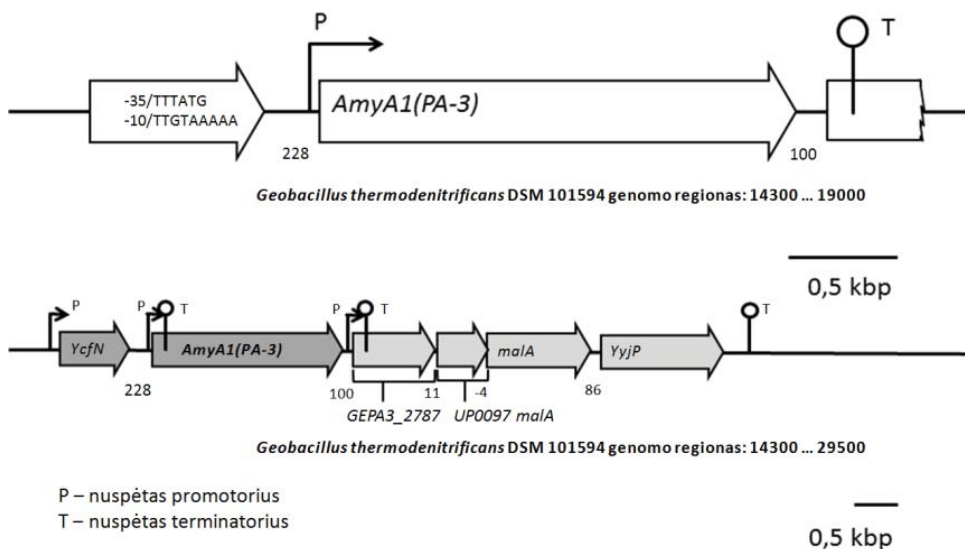 P
T
-35/TTTATG
-10/TTGTAAAAA
AmyA1(PA-3)
228
100
Geobacillus thermodenitrificans DSM 101594 genomo regionas: 14300 ... 19000
0,5 kbp
P
P
T
P
T
T
YcfN
AmyA1(PA-3)
malA
YyjP
228
100
11
-4
86
GEPA3_2787
UP0097 malA
Geobacillus thermodenitrificans DSM 101594 genomo regionas: 14300 ... 29500
P – nuspėtas promotorius
T – nuspėtas terminatorius
0,5 kbp